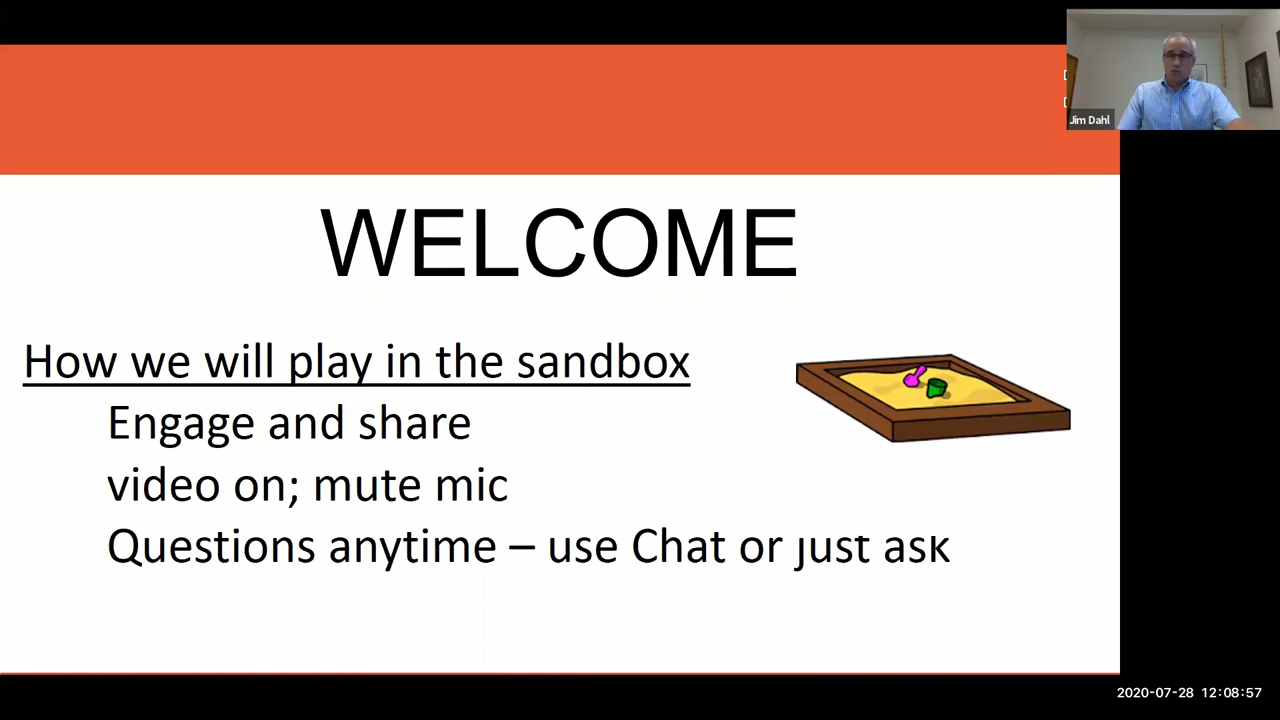 Jim Dahl
WELCOME
How we will play in the sandbox
Engage and share
video on; mute mic
Questions anytime – use Chat or just ask
2020-07-28 12:08:57